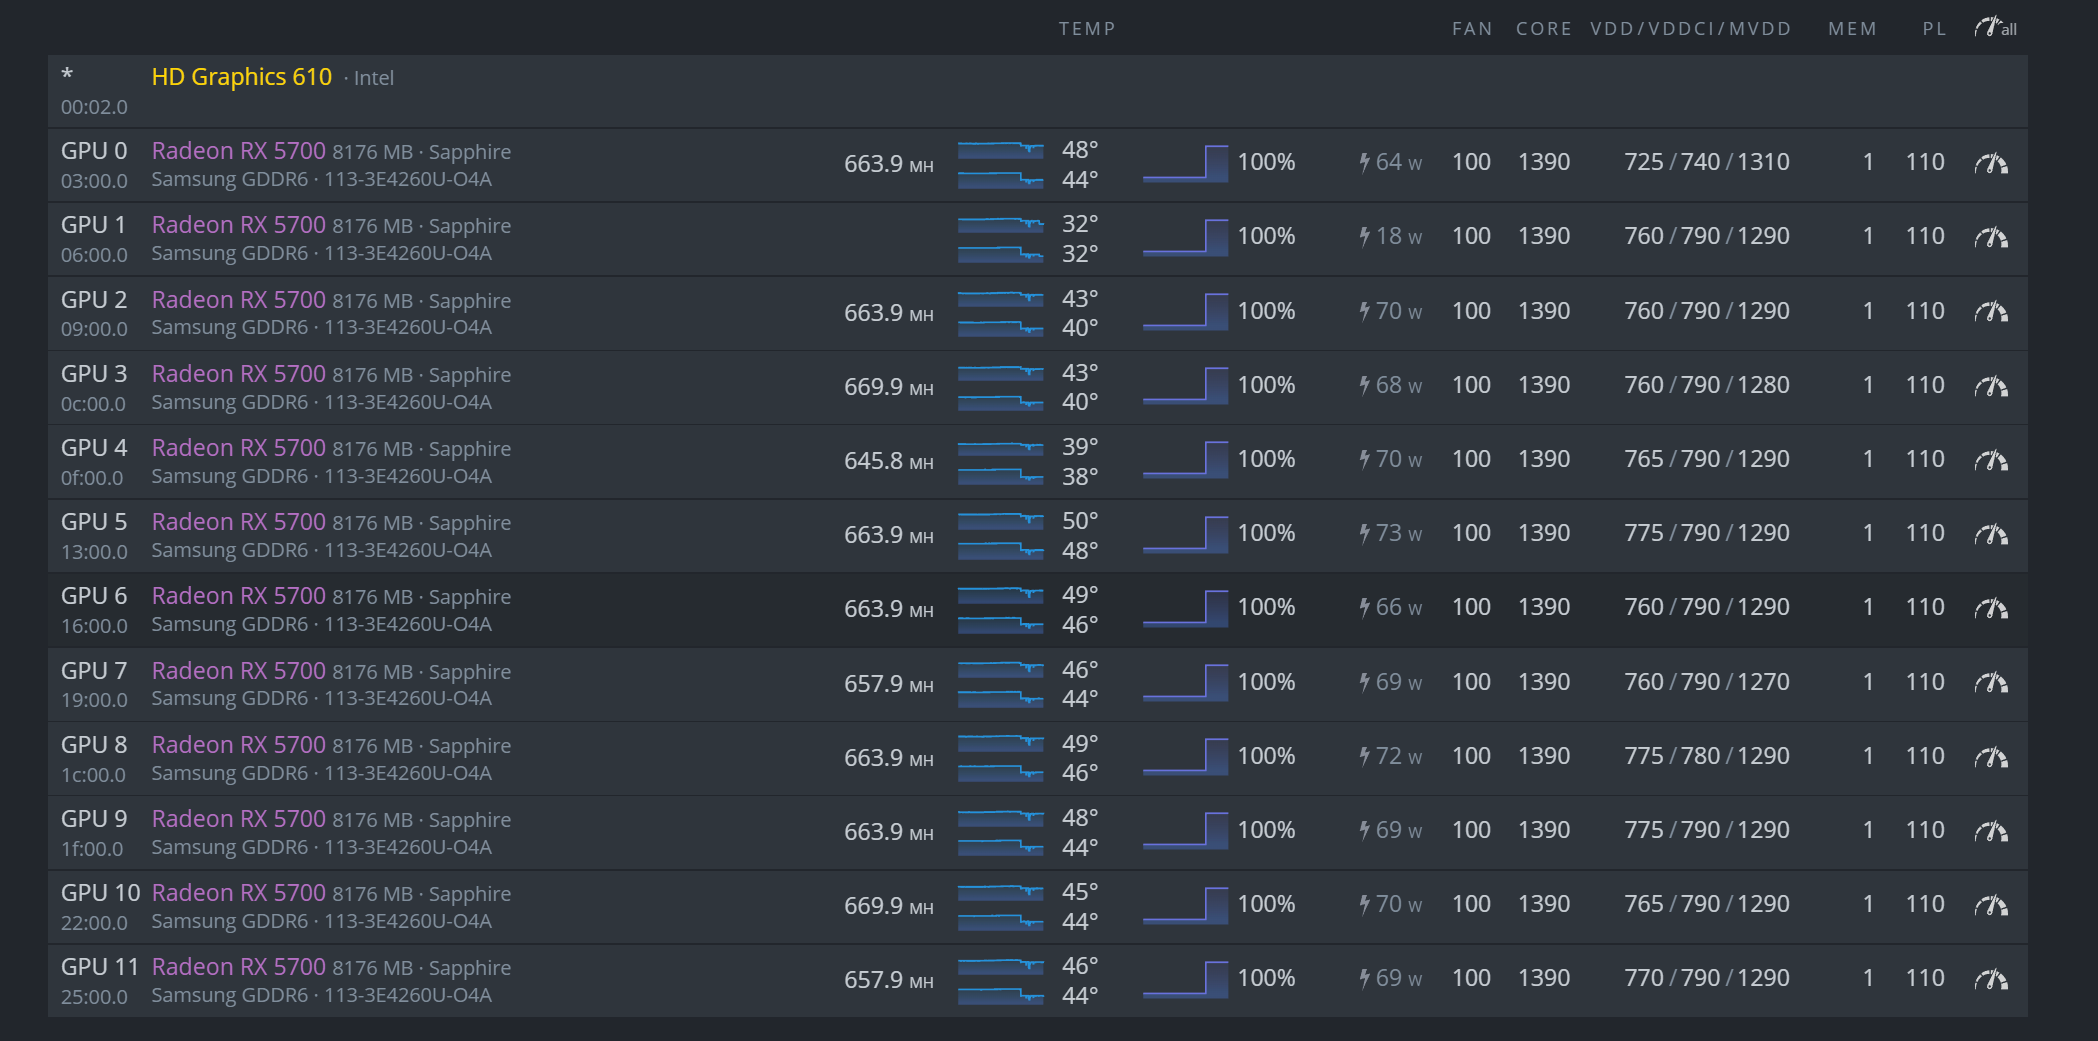 TEMP FAN CORE VDD/VDDCI/MVDD MEM PL all
* HD Graphics 610 · Intel
00:02.0
GPU 0 Radeon RX 5700 8176 MB · Sapphire 663.9 MH 48° 44° 100% 64 W 100 1390 725 / 740 / 1310 1 110
03:00.0 Samsung GDDR6 · 113-3E4260U-O4A
GPU 1 Radeon RX 5700 8176 MB · Sapphire 32° 32° 100% 18 W 100 1390 760 / 790 / 1290 1 110
06:00.0 Samsung GDDR6 · 113-3E4260U-O4A
GPU 2 Radeon RX 5700 8176 MB · Sapphire 663.9 MH 43° 40° 100% 70 W 100 1390 760 / 790 / 1290 1 110
09:00.0 Samsung GDDR6 · 113-3E4260U-O4A
GPU 3 Radeon RX 5700 8176 MB · Sapphire 669.9 MH 43° 40° 100% 68 W 100 1390 760 / 790 / 1280 1 110
0c:00.0 Samsung GDDR6 · 113-3E4260U-O4A
GPU 4 Radeon RX 5700 8176 MB · Sapphire 645.8 MH 39° 38° 100% 70 W 100 1390 765 / 790 / 1290 1 110
0f:00.0 Samsung GDDR6 · 113-3E4260U-O4A
GPU 5 Radeon RX 5700 8176 MB · Sapphire 663.9 MH 50° 48° 100% 73 W 100 1390 775 / 790 / 1290 1 110
13:00.0 Samsung GDDR6 · 113-3E4260U-O4A
GPU 6 Radeon RX 5700 8176 MB · Sapphire 663.9 MH 49° 46° 100% 66 W 100 1390 760 / 790 / 1290 1 110
16:00.0 Samsung GDDR6 · 113-3E4260U-O4A
GPU 7 Radeon RX 5700 8176 MB · Sapphire 657.9 MH 46° 44° 100% 69 W 100 1390 760 / 790 / 1270 1 110
19:00.0 Samsung GDDR6 · 113-3E4260U-O4A
GPU 8 Radeon RX 5700 8176 MB · Sapphire 663.9 MH 49° 46° 100% 72 W 100 1390 775 / 780 / 1290 1 110
1c:00.0 Samsung GDDR6 · 113-3E4260U-O4A
GPU 9 Radeon RX 5700 8176 MB · Sapphire 663.9 MH 48° 44° 100% 69 W 100 1390 775 / 790 / 1290 1 110
1f:00.0 Samsung GDDR6 · 113-3E4260U-O4A
GPU 10 Radeon RX 5700 8176 MB · Sapphire 669.9 MH 45° 44° 100% 70 W 100 1390 765 / 790 / 1290 1 110
22:00.0 Samsung GDDR6 · 113-3E4260U-O4A
GPU 11 Radeon RX 5700 8176 MB · Sapphire 657.9 MH 46° 44° 100% 69 W 100 1390 770 / 790 / 1290 1 110
25:00.0 Samsung GDDR6 · 113-3E4260U-O4A